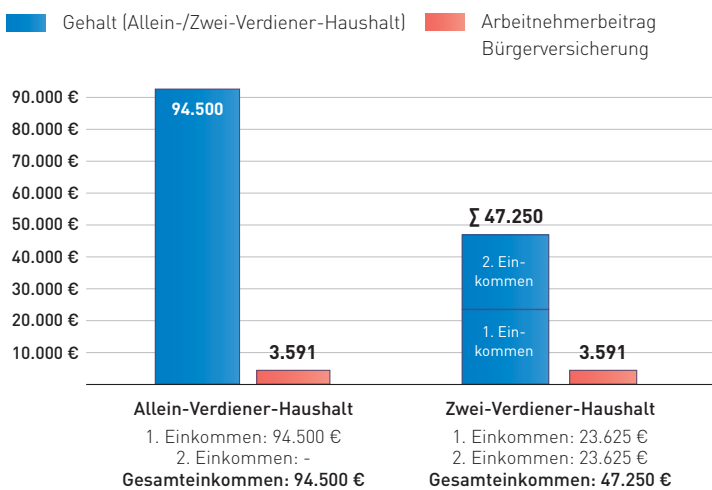 Gehalt (Allein-/Zwei-Verdiener-Haushalt)
Arbeitnehmerbeitrag
Bürgerversicherung
90.000 €
80.000 €
70.000 €
60.000 €
50.000 €
40.000 €
30.000 €
20.000 €
10.000 €
94.500
3.591
∑ 47.250
2. Ein-
kommen
1. Ein-
kommen
3.591
Allein-Verdiener-Haushalt
1. Einkommen: 94.500 €
2. Einkommen: -
Gesamteinkommen: 94.500 €
Zwei-Verdiener-Haushalt
1. Einkommen: 23.625 €
2. Einkommen: 23.625 €
Gesamteinkommen: 47.250 €